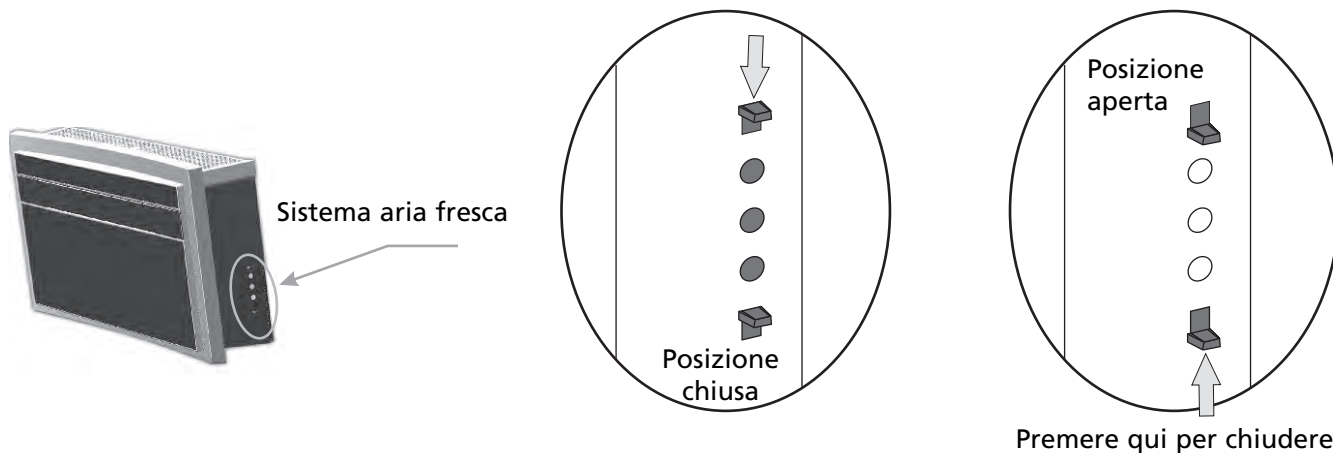 Sistema aria fresca
Posizione
chiusa
Posizione
aperta
Premere qui per chiudere